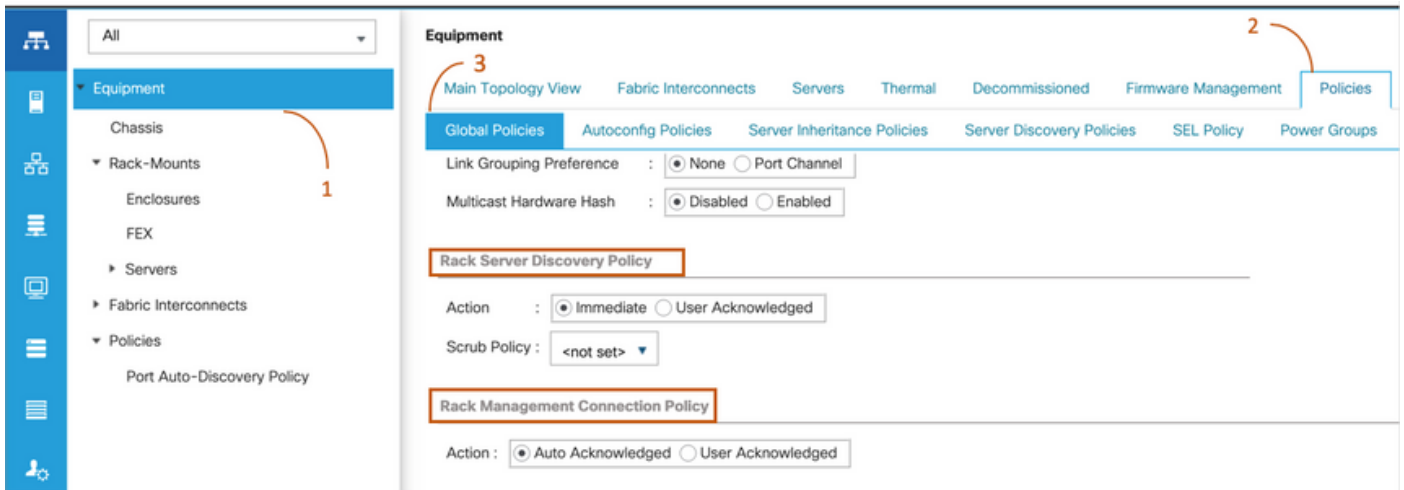 All
Equipment
Chassis
Rack-Mounts
Enclosures
FEX
Servers
Fabric Interconnects
Policies
Port Auto-Discovery Policy
1
Equipment
2
3
Main Topology View Fabric Interconnects Servers Thermal Decommissioned Firmware Management Policies
Global Policies Autoconfig Policies Server Inheritance Policies Server Discovery Policies SEL Policy Power Groups
Link Grouping Preference : None Port Channel
Multicast Hardware Hash : Disabled Enabled
Rack Server Discovery Policy
Action : Immediate User Acknowledged
Scrub Policy : <not set>
Rack Management Connection Policy
Action : Auto Acknowledged User Acknowledged